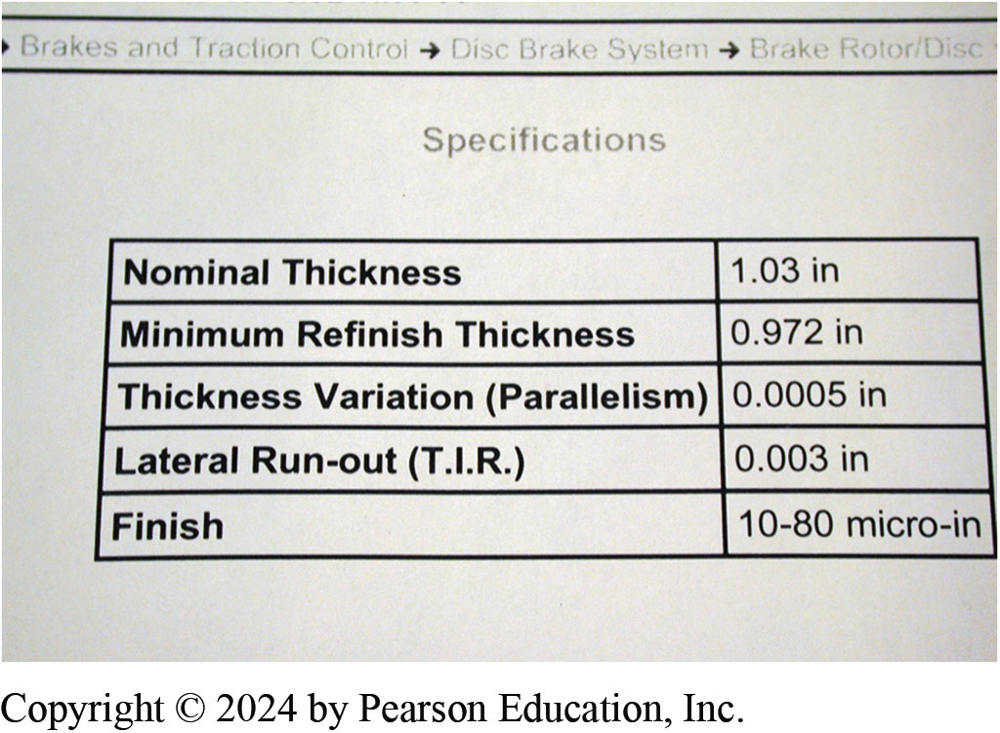 Brakes and Traction Control → Disc Brake System → Brake Rotor/Disc
Specifications
Nominal Thickness 1.03 in
Minimum Refinish Thickness 0.972 in
Thickness Variation (Parallelism) 0.0005 in
Lateral Run-out (T.I.R.) 0.003 in
Finish 10-80 micro-in
Copyright © 2024 by Pearson Education, Inc.